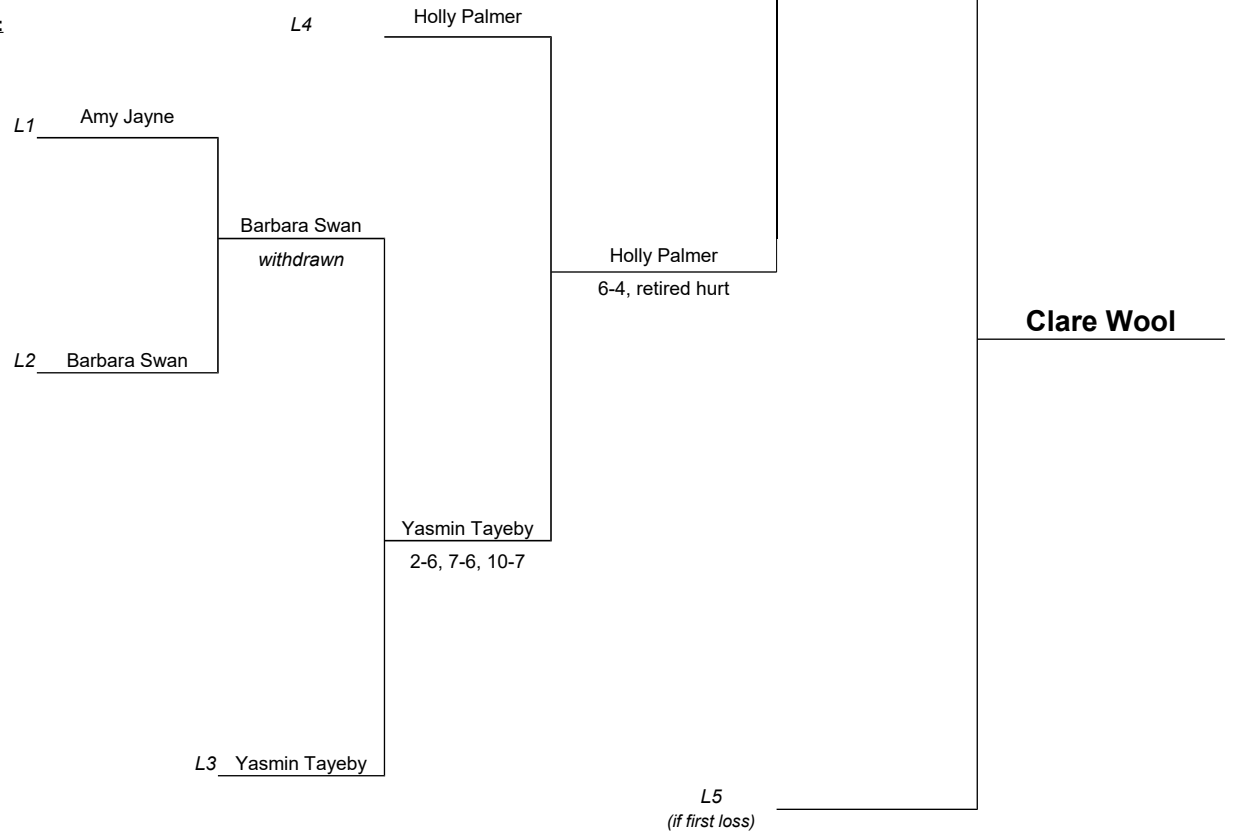 :
L4
Holly Palmer
L1
Amy Jayne
Barbara Swan
withdrawn
Holly Palmer
6-4, retired hurt
Clare Wool
L2
Barbara Swan
Yasmin Tayeby
2-6, 7-6, 10-7
L3
Yasmin Tayeby
L5
(if first loss)